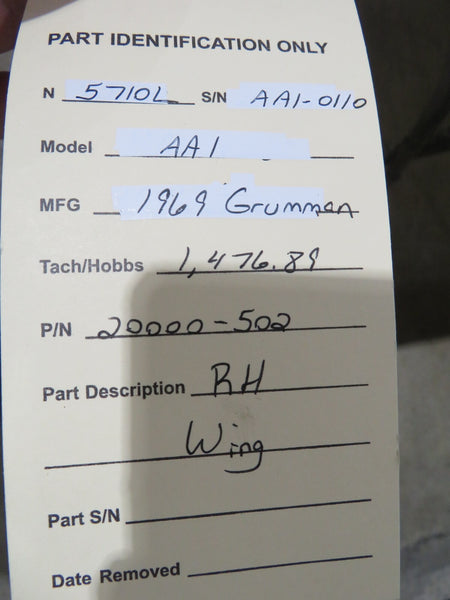 PART IDENTIFICATION ONLY
N 5710L S/N AA1-0110
Model AA1
MFG 1969 Grumman
Tach/Hobbs 1,476.89
P/N 20000-502
Part Description RH
Wing
Part S/N
Date Removed